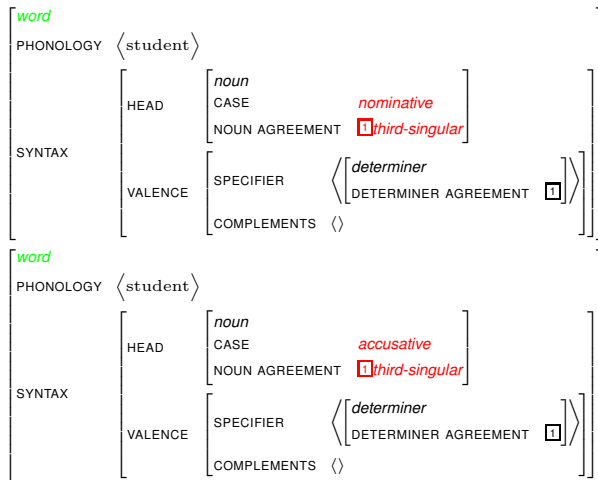 word
PHONOLOGY ⟨student⟩
noun
HEAD CASE nominative
NOUN AGREEMENT 1 third-singular
SYNTAX
determiner
VALENCE SPECIFIER ⟨ DETERMINER AGREEMENT 1 ⟩
COMPLEMENTS ⟨⟩
word
PHONOLOGY ⟨student⟩
noun
HEAD CASE accusative
NOUN AGREEMENT 1 third-singular
SYNTAX
determiner
VALENCE SPECIFIER ⟨ DETERMINER AGREEMENT 1 ⟩
COMPLEMENTS ⟨⟩